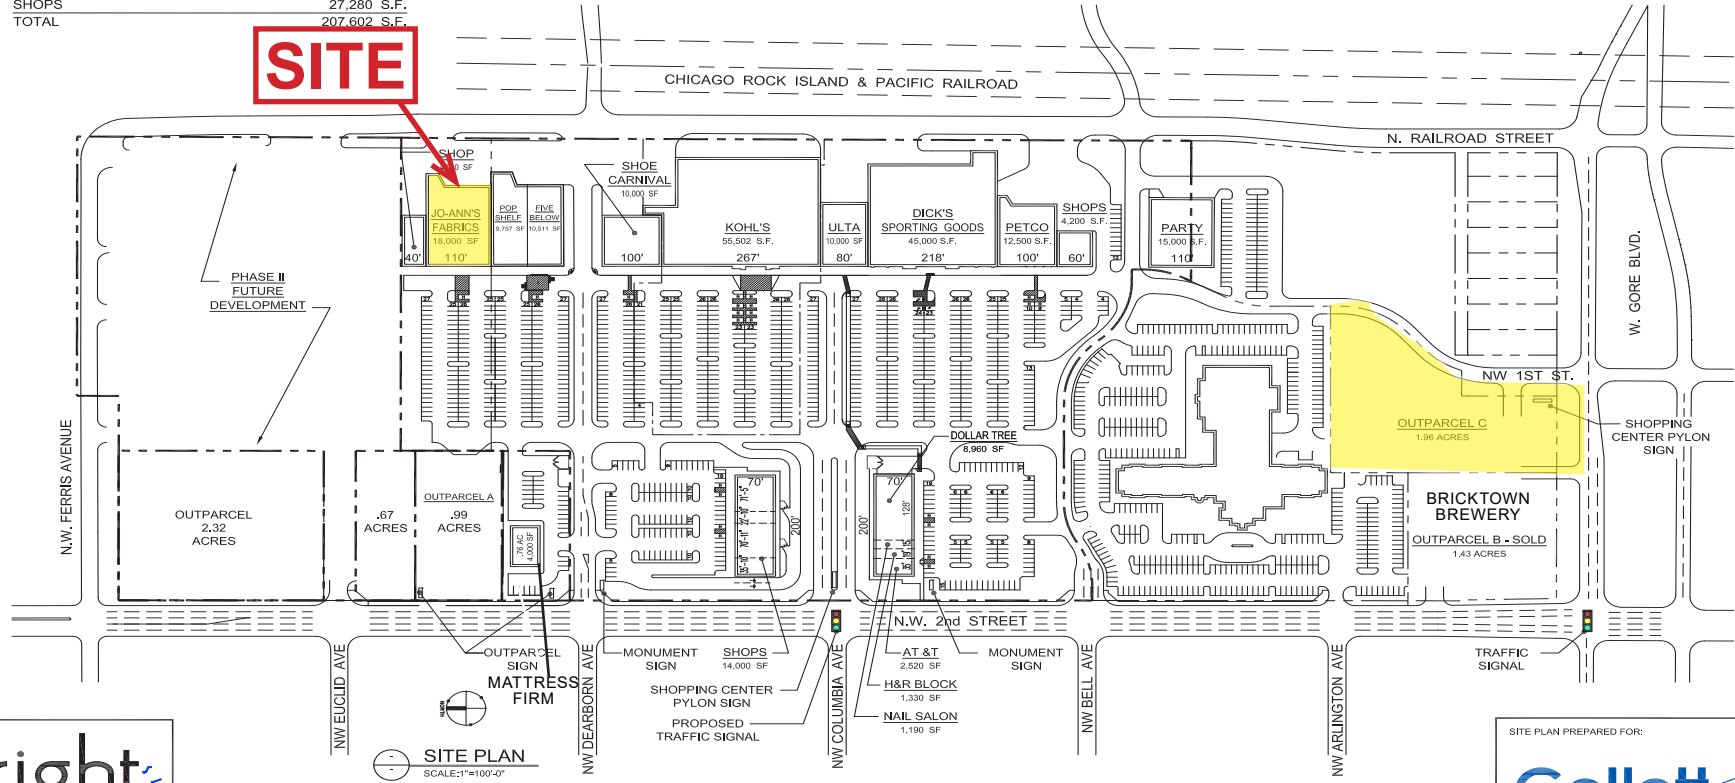 SHOPS 27,280 S.F.
TOTAL 207,602 S.F.
SITE
CHICAGO ROCK ISLAND & PACIFIC RAILROAD
N. RAILROAD STREET
SHOP
SF
JO-ANN'S
FABRICS
18,000 SF
110'
40'
POP
SHELF
9,757 SF
FIVE
BELOW
10,511 SF
SHOE
CARNIVAL
10,000 SF
100'
KOHL'S
55,502 S.F.
267'
ULTA
10,000 SF
80'
DICK'S
SPORTING GOODS
45,000 S.F.
218'
PETCO
12,500 S.F.
100'
SHOPS
4,200 S.F.
60'
PARTY
15,000 S.F.
110'
PHASE II
FUTURE
DEVELOPMENT
W. GORE BLVD.
NW 1ST ST.
OUTPARCEL C
1.96 ACRES
SHOPPING
CENTER PYLON
SIGN
BRICKTOWN
BREWERY
OUTPARCEL B - SOLD
1.43 ACRES
N.W. FERRIS AVENUE
OUTPARCEL
2.32
ACRES
.67
ACRES
OUTPARCEL A
.99
ACRES
.76 AC
4,000 SF
70'
200'
DOLLAR TREE
8,960 SF
70'
128'
200'
N.W. 2nd STREET
OUTPARCEL
SIGN
MATTRESS
FIRM
MONUMENT
SIGN
SHOPS
14,000 SF
SHOPPING CENTER
PYLON SIGN
PROPOSED
TRAFFIC SIGNAL
AT &T
2,520 SF
H&R BLOCK
1,330 SF
NAIL SALON
1,190 SF
MONUMENT
SIGN
TRAFFIC
SIGNAL
NW EUCLID AVE
NW DEARBORN AVE
NW COLUMBIA AVE
NW BELL AVE
NW ARLINGTON AVE
NORTH
SITE PLAN
SCALE:1"=100'-0"
right
SITE PLAN PREPARED FOR: